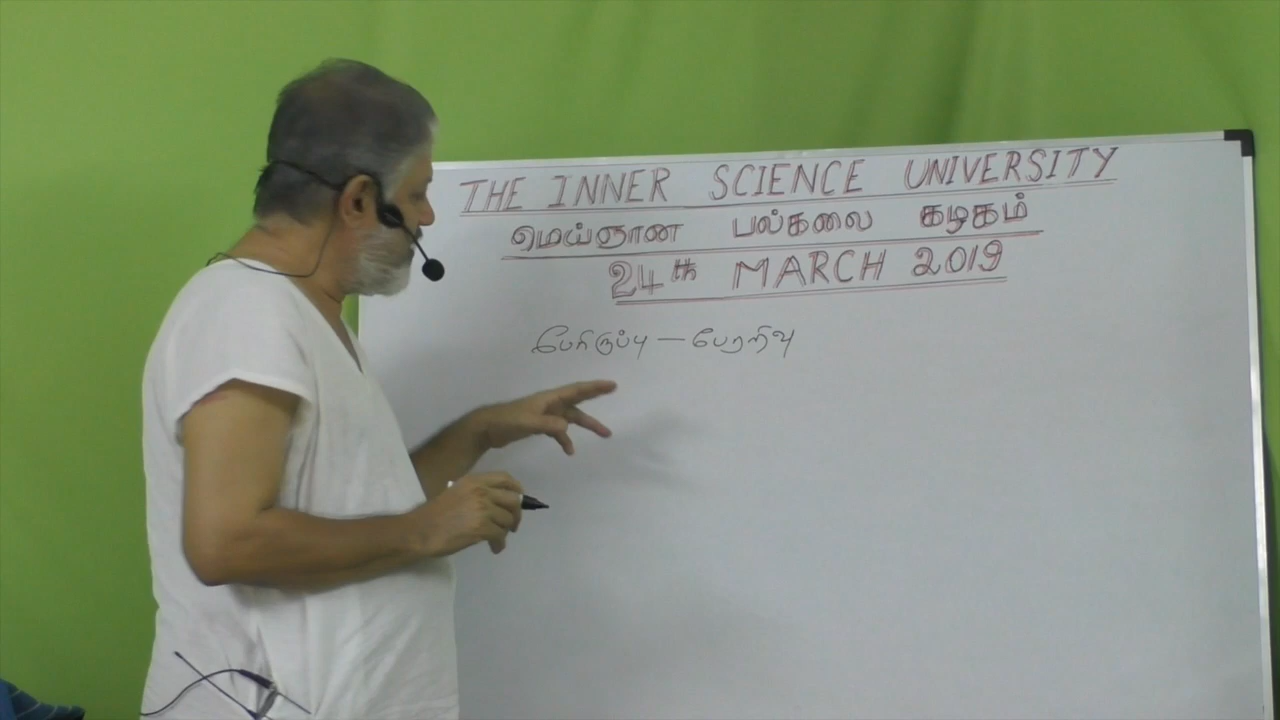 THE INNER SCIENCE UNIVERSITY
மெய்ஞான பல்கலை கழகம்
24th MARCH 2019
பேரிருப்பு — பேரறிவு